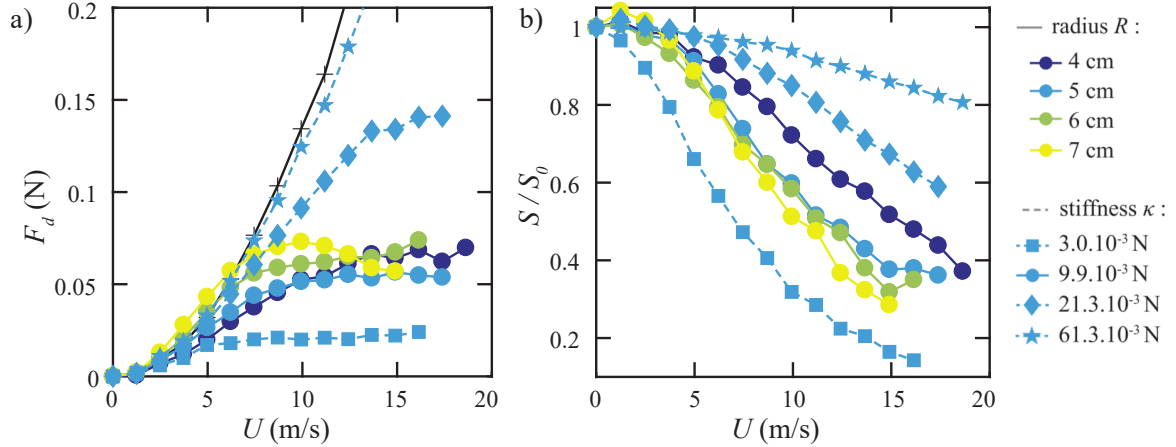 a)
0.2
0.15
0.1
0.05
0
F_d (N)
0 5 10 15 20
U (m/s)
b)
1
0.8
0.6
0.4
0.2
S / S_0
0 5 10 15 20
U (m/s)
radius R :
4 cm
5 cm
6 cm
7 cm
stiffness κ :
3.0.10⁻³ N
9.9.10⁻³ N
21.3.10⁻³ N
61.3.10⁻³ N